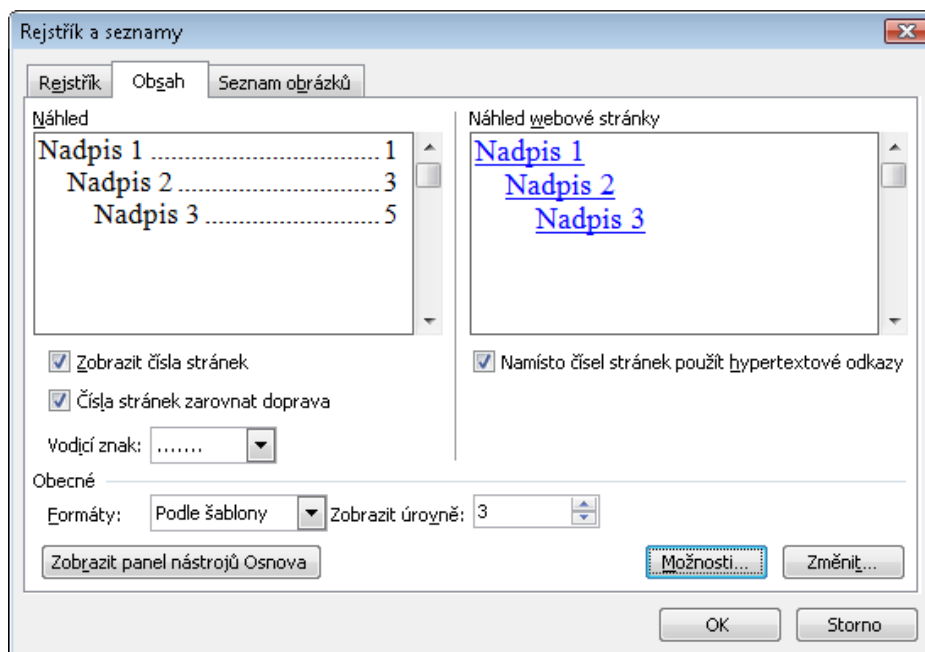 Rejstřík a seznamy
Rejstřík Obsah Seznam obrázků
Náhled
Nadpis 1 ........................... 1
Nadpis 2 ........................ 3
Nadpis 3 ..................... 5
Náhled webové stránky
Nadpis 1
Nadpis 2
Nadpis 3
Zobrazit čísla stránek
Čísla stránek zarovnat doprava
Vodicí znak: .......
Namísto čísel stránek použít hypertextové odkazy
Obecné
Formáty: Podle šablony Zobrazit úrovně: 3
Zobrazit panel nástrojů Osnova Možnosti... Změnit...
OK Storno